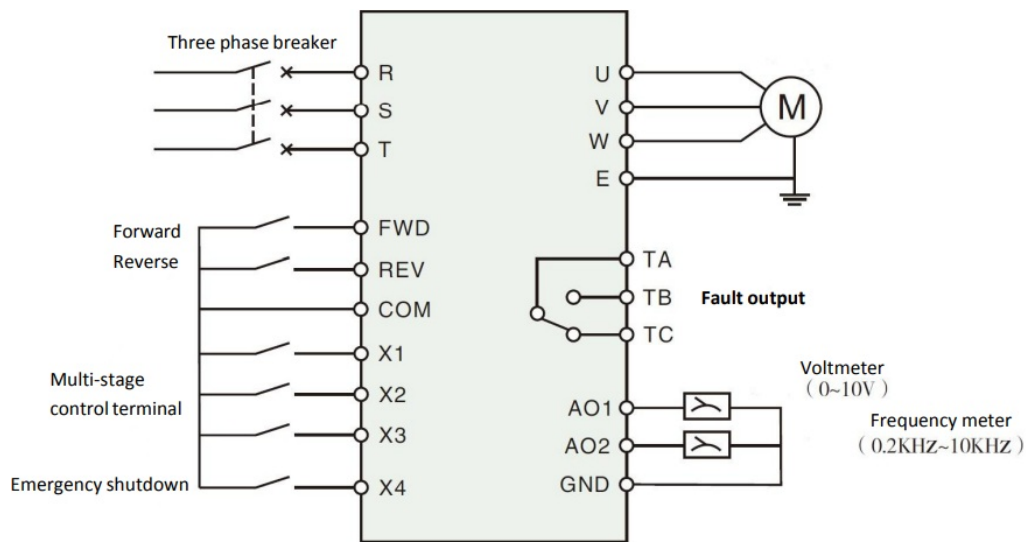 Three phase breaker
R
S
T
U
V
W
E
M
Forward
Reverse
FWD
REV
COM
X1
X2
X3
X4
Multi-stage
control terminal
Emergency shutdown
TA
TB
TC
Fault output
Voltmeter
( 0~10V )
Frequency meter
( 0.2KHZ~10KHZ )
AO1
AO2
GND